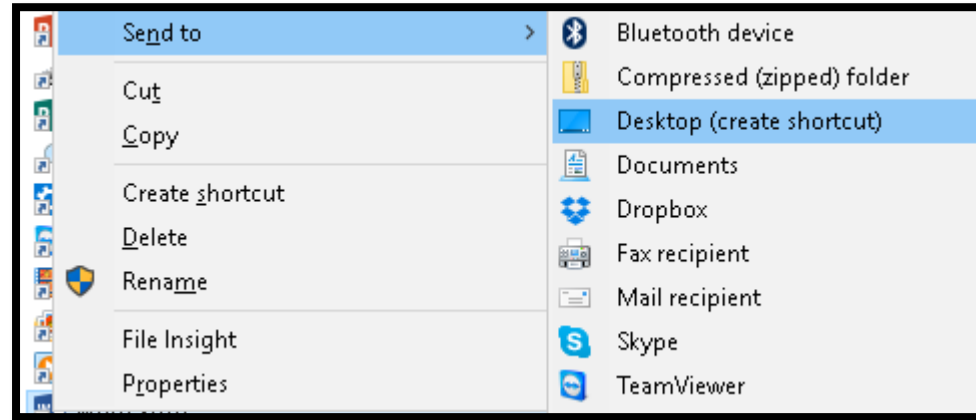 Send to
Cut
Copy
Create shortcut
Delete
Rename
File Insight
Properties
Bluetooth device
Compressed (zipped) folder
Desktop (create shortcut)
Documents
Dropbox
Fax recipient
Mail recipient
Skype
TeamViewer